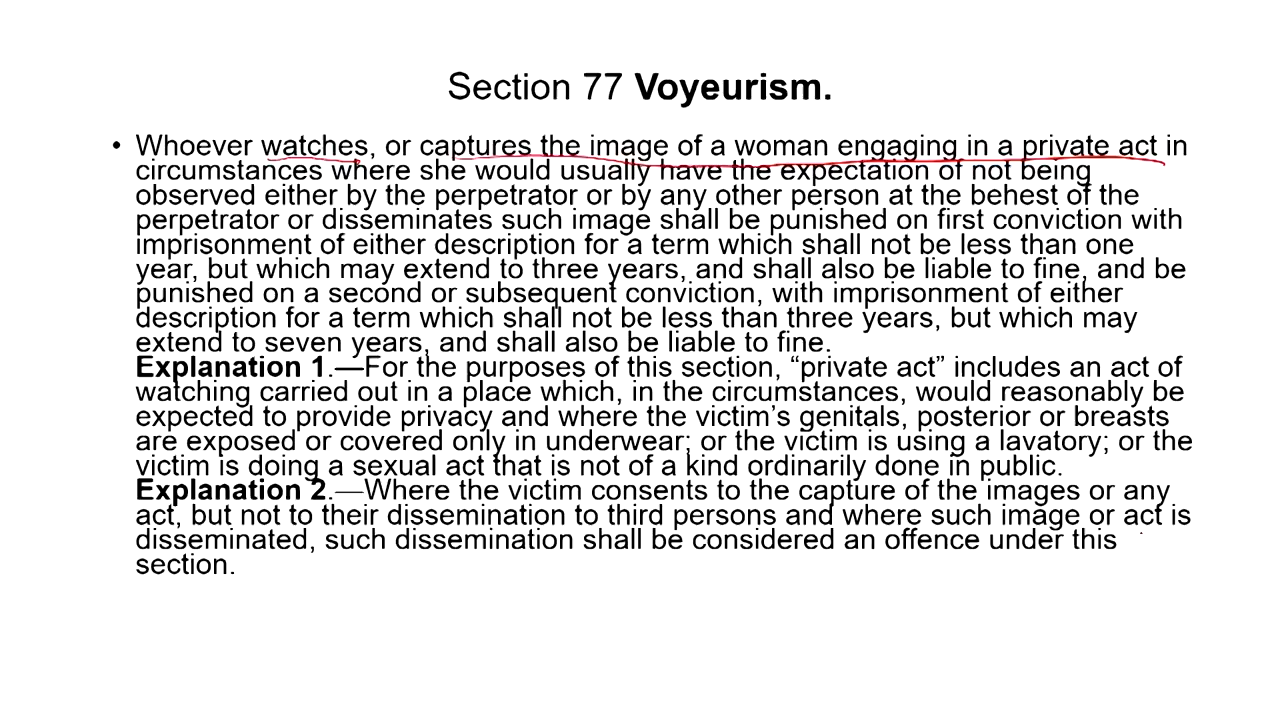 Section 77 Voyeurism.
• Whoever watches, or captures the image of a woman engaging in a private act in
circumstances where she would usually have the expectation of not being
observed either by the perpetrator or by any other person at the behest of the
perpetrator or disseminates such image shall be punished on first conviction with
imprisonment of either description for a term which shall not be less than one
year, but which may extend to three years, and shall also be liable to fine, and be
punished on a second or subsequent conviction, with imprisonment of either
description for a term which shall not be less than three years, but which may
extend to seven years, and shall also be liable to fine.
Explanation 1.—For the purposes of this section, “private act” includes an act of
watching carried out in a place which, in the circumstances, would reasonably be
expected to provide privacy and where the victim’s genitals, posterior or breasts
are exposed or covered only in underwear; or the victim is using a lavatory; or the
victim is doing a sexual act that is not of a kind ordinarily done in public.
Explanation 2.—Where the victim consents to the capture of the images or any
act, but not to their dissemination to third persons and where such image or act is
disseminated, such dissemination shall be considered an offence under this
section.